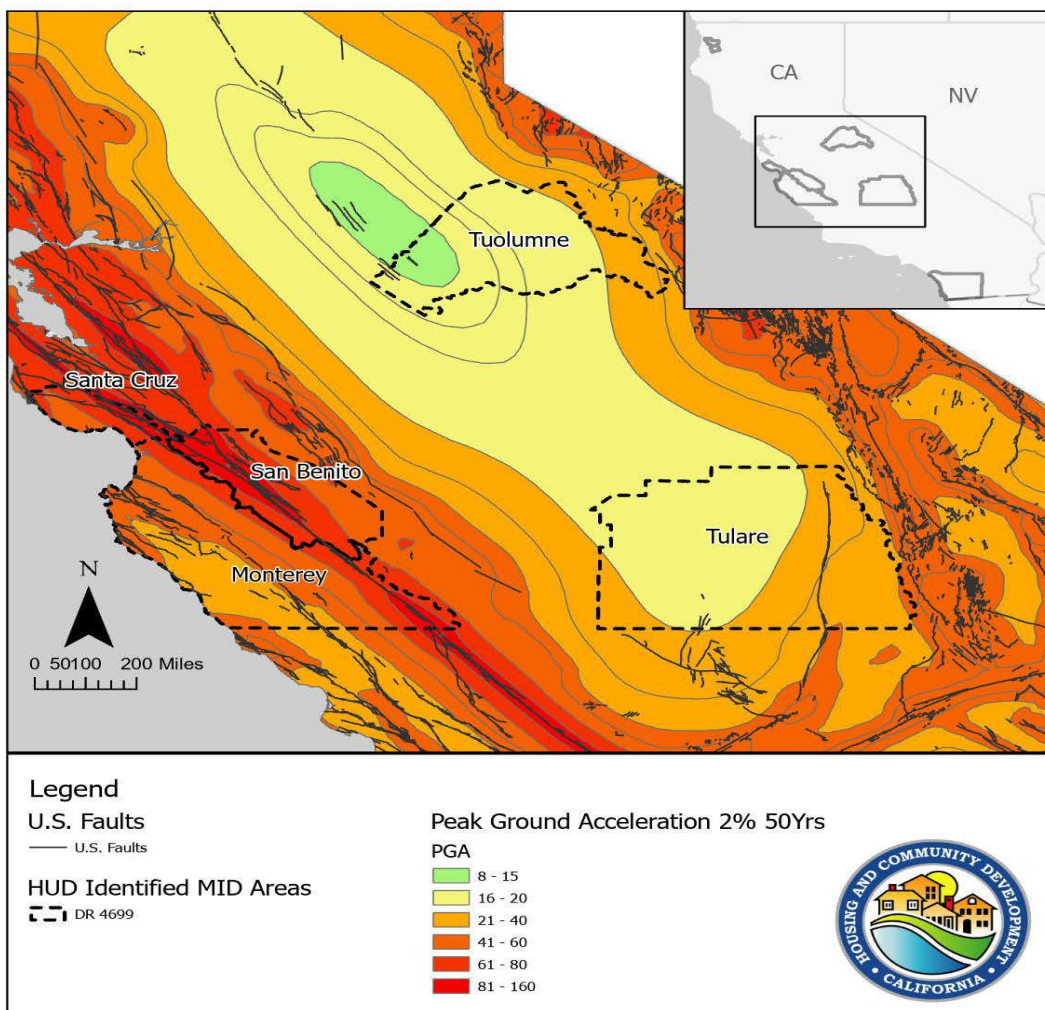 CA
NV
Tuolumne
Santa Cruz
San Benito
Tulare
Monterey
N
0 50100 200 Miles
Legend
U.S. Faults
U.S. Faults
HUD Identified MID Areas
DR 4699
Peak Ground Acceleration 2% 50Yrs
PGA
8 - 15
16 - 20
21 - 40
41 - 60
61 - 80
81 - 160
HOUSING AND COMMUNITY DEVELOPMENT
CALIFORNIA